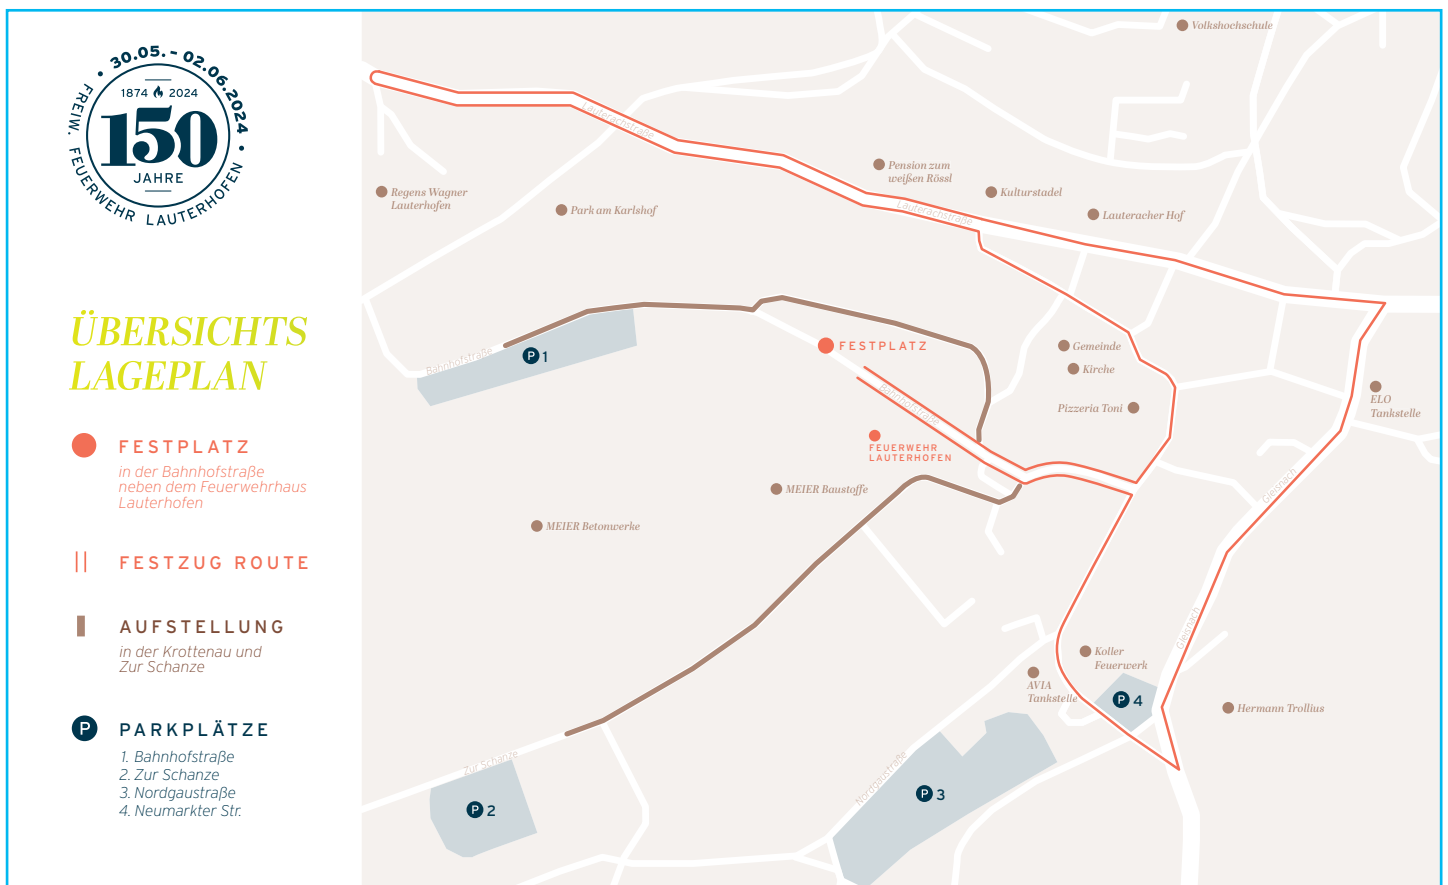 30.05. - 02.06.2024
1874 2024
150
JAHRE
FREIW. FEUERWEHR LAUTERHOFEN
ÜBERSICHTS
LAGEPLAN
FESTPLATZ
in der Bahnhofstraße
neben dem Feuerwehrhaus
Lauterhofen
FESTZUG ROUTE
AUFSTELLUNG
in der Krottenau und
Zur Schanze
P PARKPLÄTZE
1. Bahnhofstraße
2. Zur Schanze
3. Nordgaustraße
4. Neumarkter Str.
Volkshochschule
Lauterachstraße
Pension zum
weißen Rössl
Regens Wagner
Lauterhofen
Park am Karlshof
Kulturstadel
Lauterachstraße
Lauteracher Hof
Bahnhofstraße
P 1
FESTPLATZ
Gemeinde
Kirche
Pizzeria Toni
ELO
Tankstelle
Bahnhofstraße
FEUERWEHR
LAUTERHOFEN
MEIER Baustoffe
MEIER Betonwerke
Gleisnach
Gleisnach
Koller
Feuerwerk
AVIA
Tankstelle
P 4
Hermann Trollius
Zur Schanze
P 2
Nordgaustraße
P 3